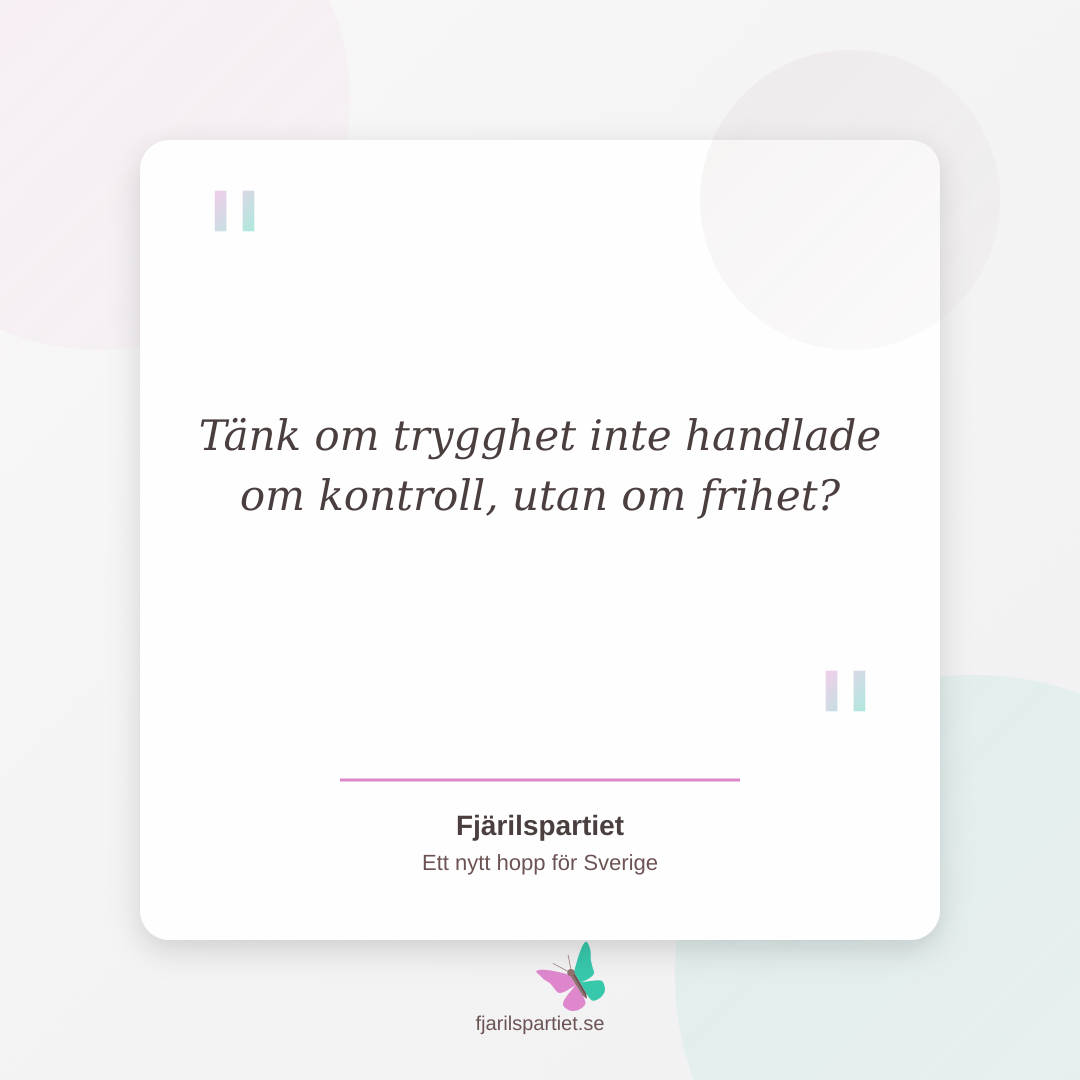 "
Tänk om trygghet inte handlade
om kontroll, utan om frihet?
"
Fjärilspartiet
Ett nytt hopp för Sverige
fjarilspartiet.se